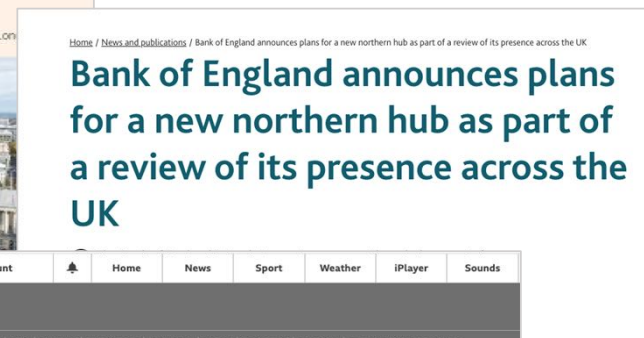 Home / News and publications / Bank of England announces plans for a new northern hub as part of a review of its presence across the UK
Bank of England announces plans
for a new northern hub as part of
a review of its presence across the
UK
Home News Sport Weather iPlayer Sounds